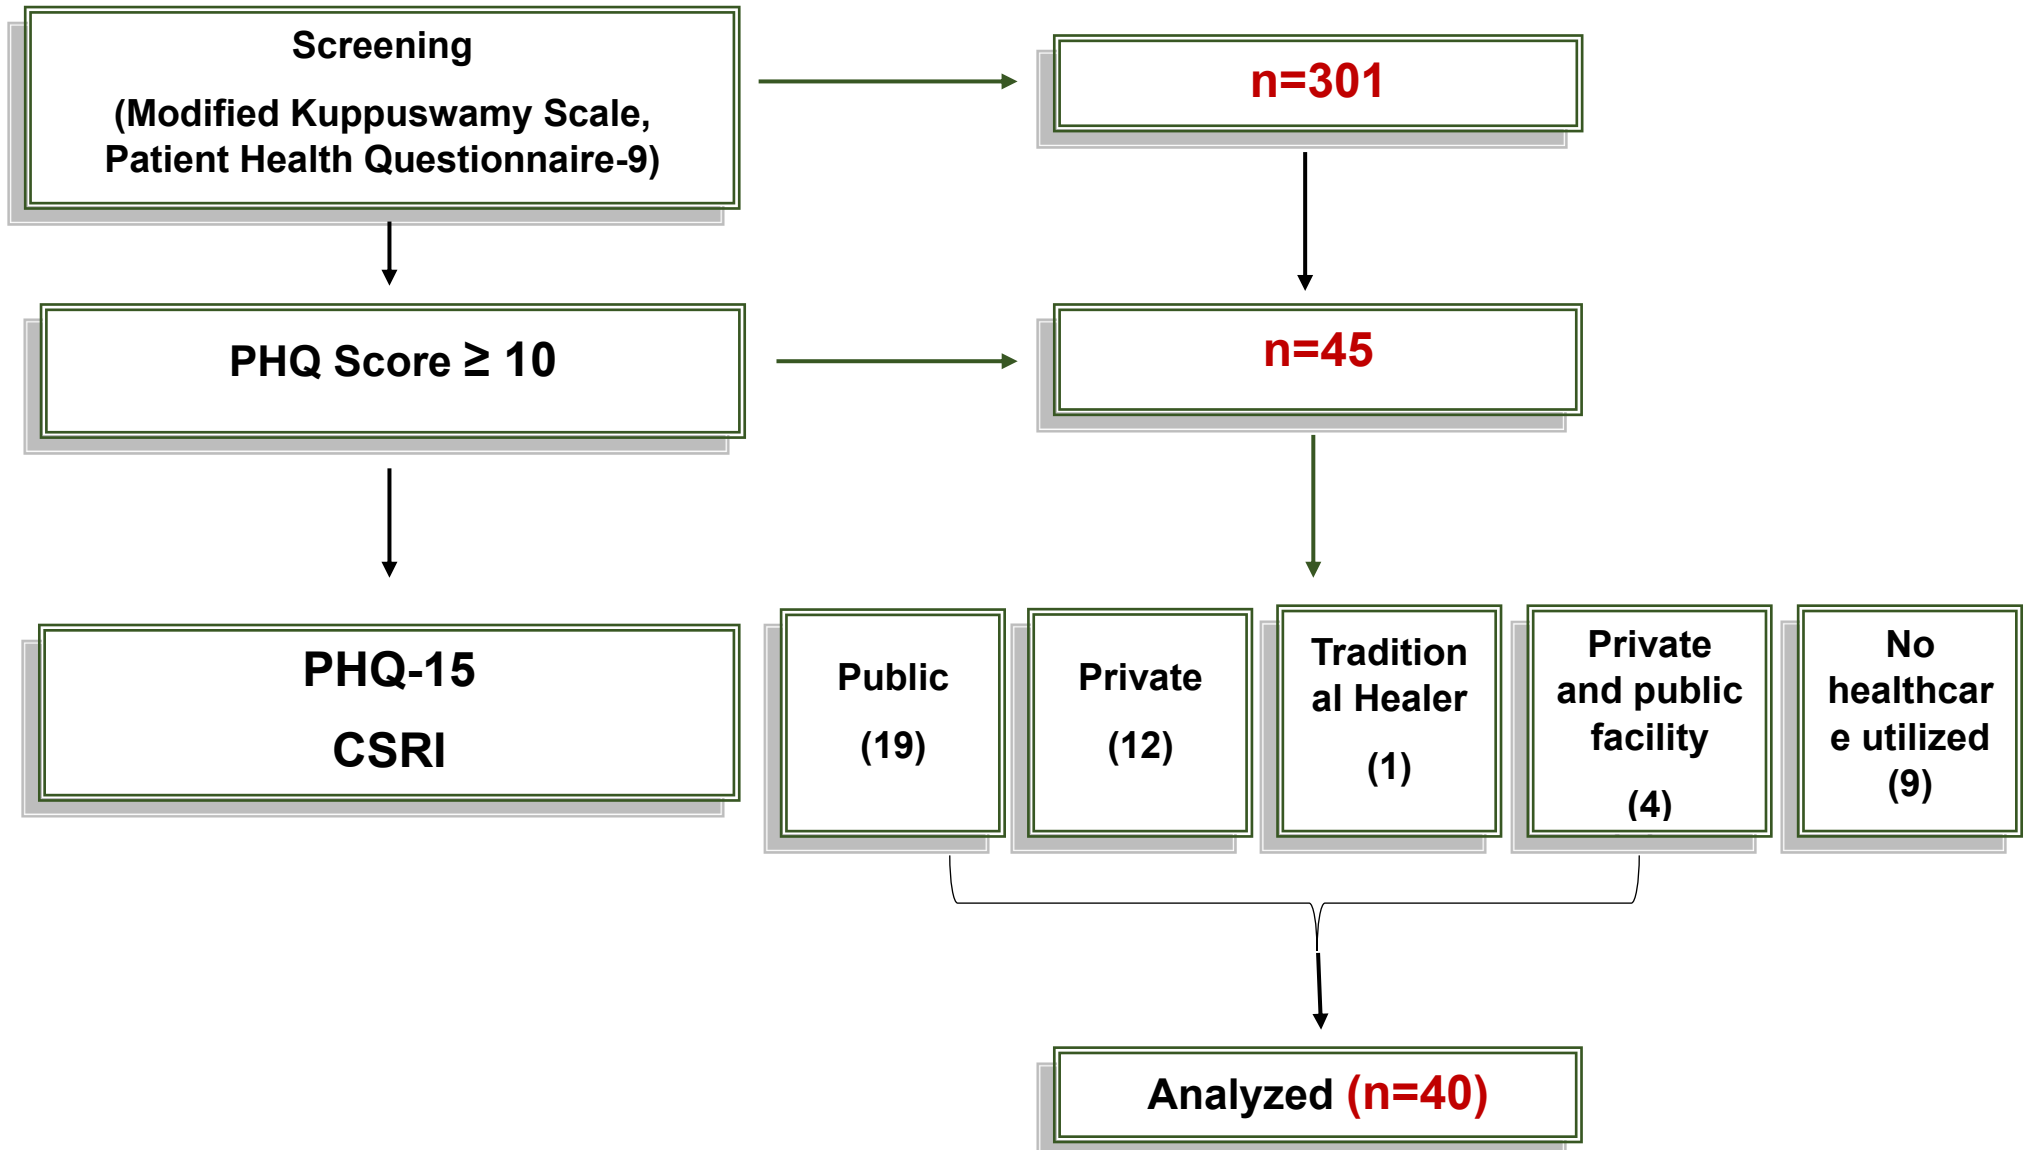 Screening
(Modified Kuppuswamy Scale,
Patient Health Questionnaire-9)
n=301
PHQ Score ≥ 10
n=45
PHQ-15
CSRI
Public
(19)
Private
(12)
Tradition
al Healer
(1)
Private
and public
facility
(4)
No
healthcar
e utilized
(9)
Analyzed (n=40)